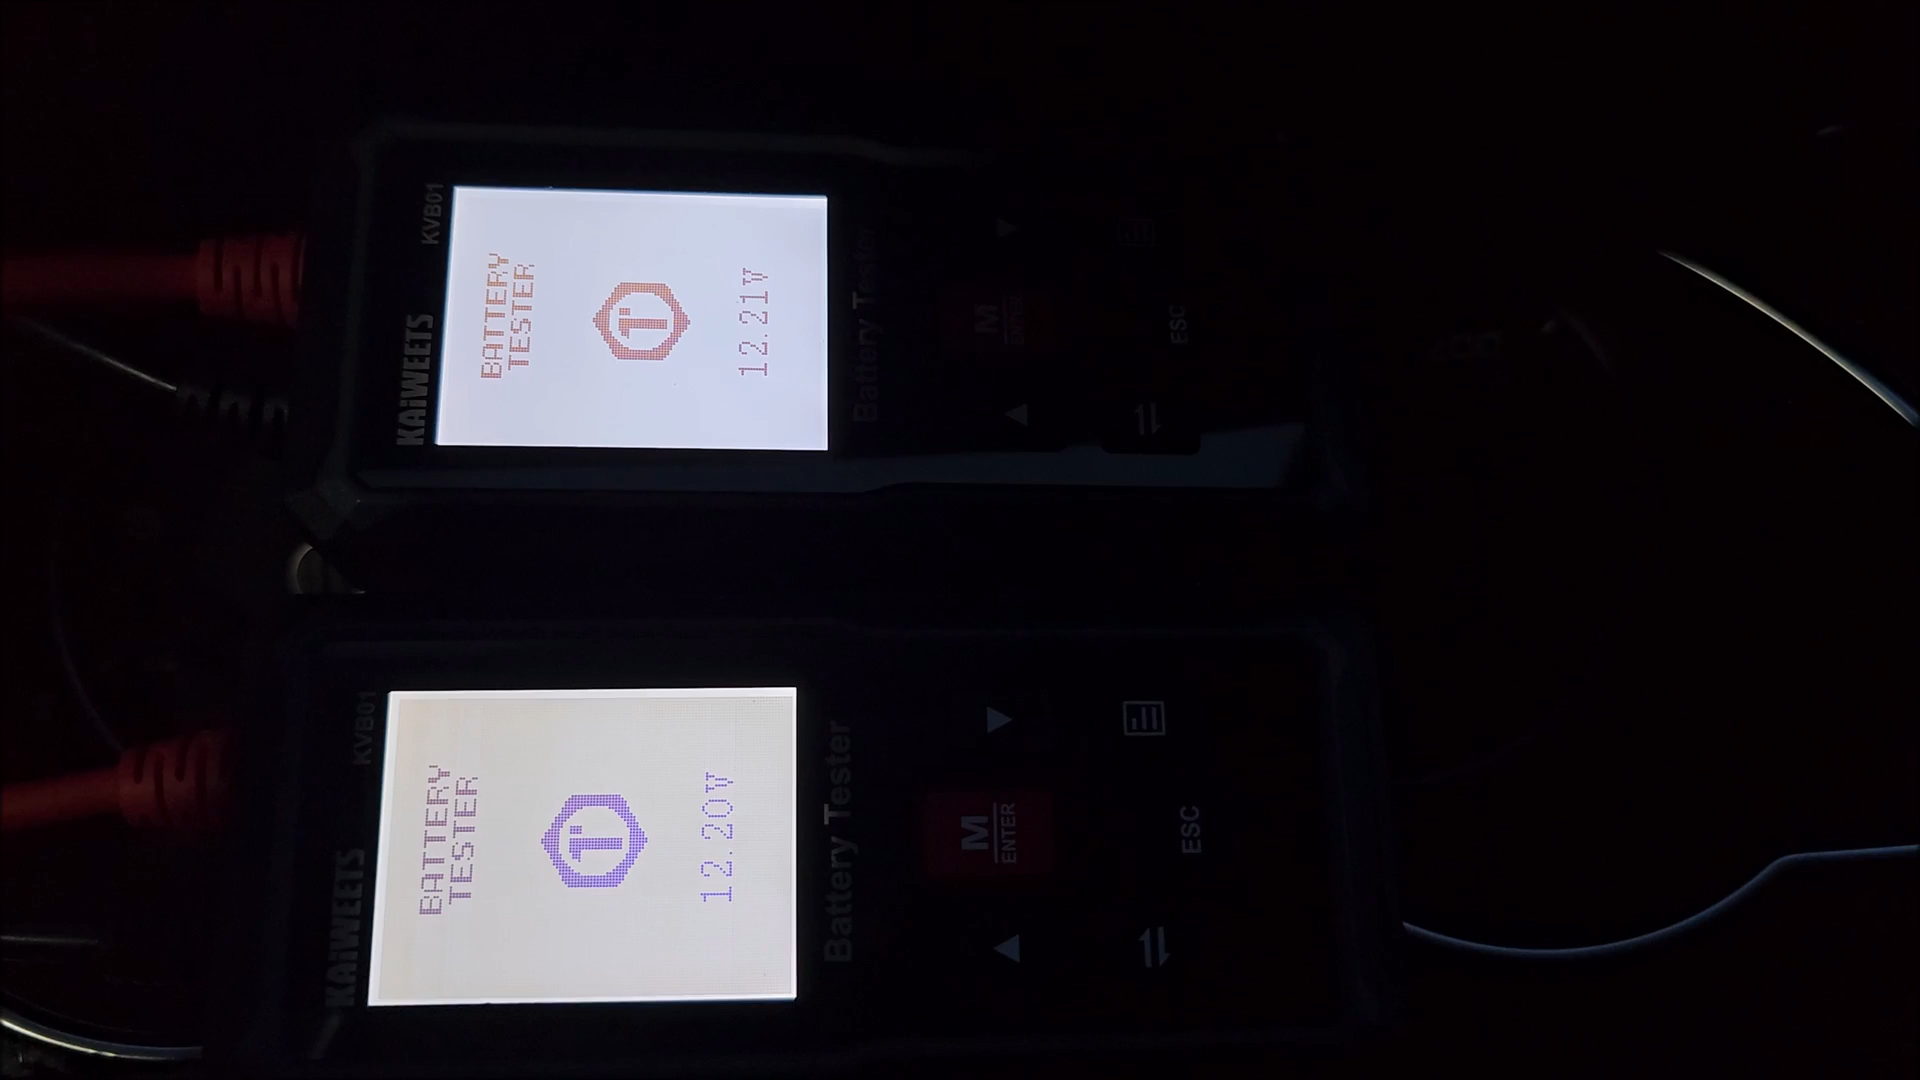 KAiWEETS KVB01
BATTERY
TESTER
12.21V
Battery Tester
M
ENTER
ESC
KAiWEETS KVB01
BATTERY
TESTER
12.20V
Battery Tester
M
ENTER
ESC